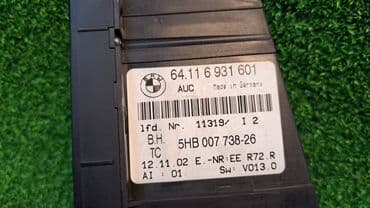 BMW
64.11 6 931 601
AUC Made in Germany
lfd. Nr. 11319/ I 2
B.H. 5HB 007 738-26
TC
12.11.02 E.-NR:EE R72.R
AI : 01 SW: V013.0